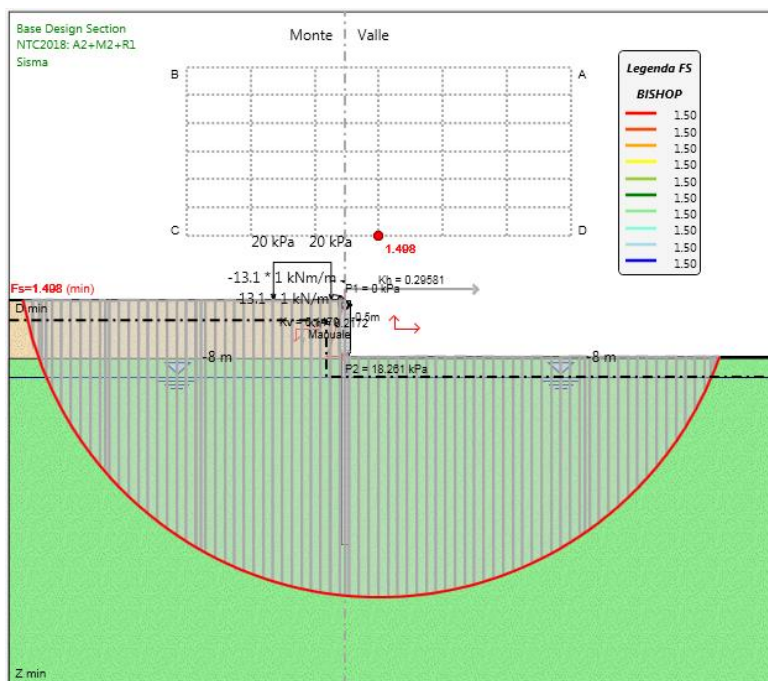 Base Design Section
NTC2018: A2+M2+R1
Sisma
Monte
Valle
B
A
C
D
Legenda FS
BISHOP
1.50
1.50
1.50
1.50
1.50
1.50
1.50
1.50
1.50
1.50
1.498
20 kPa
20 kPa
-13.1 * 1 kNm/m
Kh = 0.29581
P1 = 0 kPa
Fs=1.498 (min)
1 kN/m
D min
-0.5m
Manuale
-8 m
-8 m
P2 = 18.261 kPa
Z min